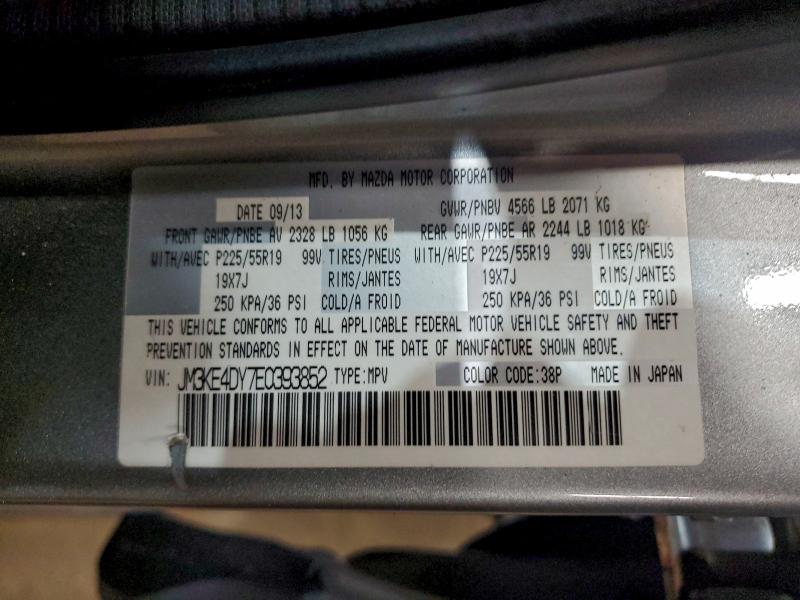 MFD. BY MAZDA MOTOR CORPORATION
DATE 09/13 GVWR/PNBV 4566 LB 2071 KG
FRONT GAWR/PNBE AV 2328 LB 1056 KG REAR GAWR/PNBE AR 2244 LB 1018 KG
WITH/AVEC P225/55R19 99V TIRES/PNEUS WITH/AVEC P225/55R19 99V TIRES/PNEUS
19X7J RIMS/JANTES 19X7J RIMS/JANTES
250 KPA/36 PSI COLD/A FROID 250 KPA/36 PSI COLD/A FROID
THIS VEHICLE CONFORMS TO ALL APPLICABLE FEDERAL MOTOR VEHICLE SAFETY AND THEFT
PREVENTION STANDARDS IN EFFECT ON THE DATE OF MANUFACTURE SHOWN ABOVE.
VIN: JM3KE4DY7E0393852 TYPE:MPV COLOR CODE:38P MADE IN JAPAN